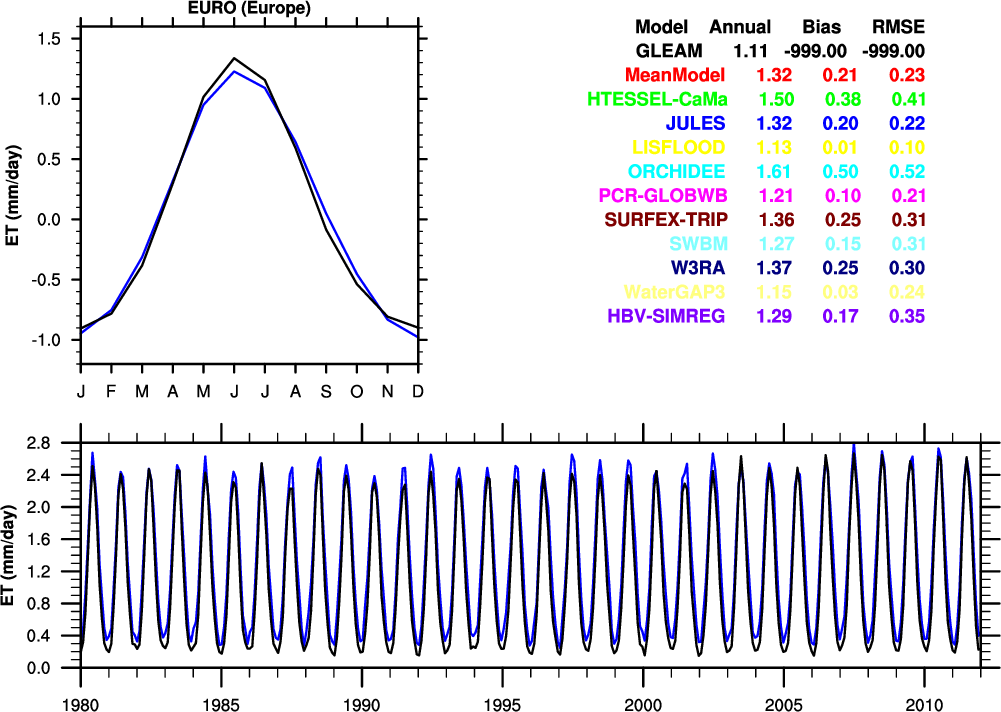 EURO (Europe)
1.5
1.0
0.5
0.0
-0.5
-1.0
ET (mm/day)
J F M A M J J A S O N D
Model Annual Bias RMSE
GLEAM 1.11 -999.00 -999.00
MeanModel 1.32 0.21 0.23
HTESSEL-CaMa 1.50 0.38 0.41
JULES 1.32 0.20 0.22
LISFLOOD 1.13 0.01 0.10
ORCHIDEE 1.61 0.50 0.52
PCR-GLOBWB 1.21 0.10 0.21
SURFEX-TRIP 1.36 0.25 0.31
SWBM 1.27 0.15 0.31
W3RA 1.37 0.25 0.30
WaterGAP3 1.15 0.03 0.24
HBV-SIMREG 1.29 0.17 0.35
2.8
2.4
2.0
1.6
1.2
0.8
0.4
0.0
ET (mm/day)
1980 1985 1990 1995 2000 2005 2010